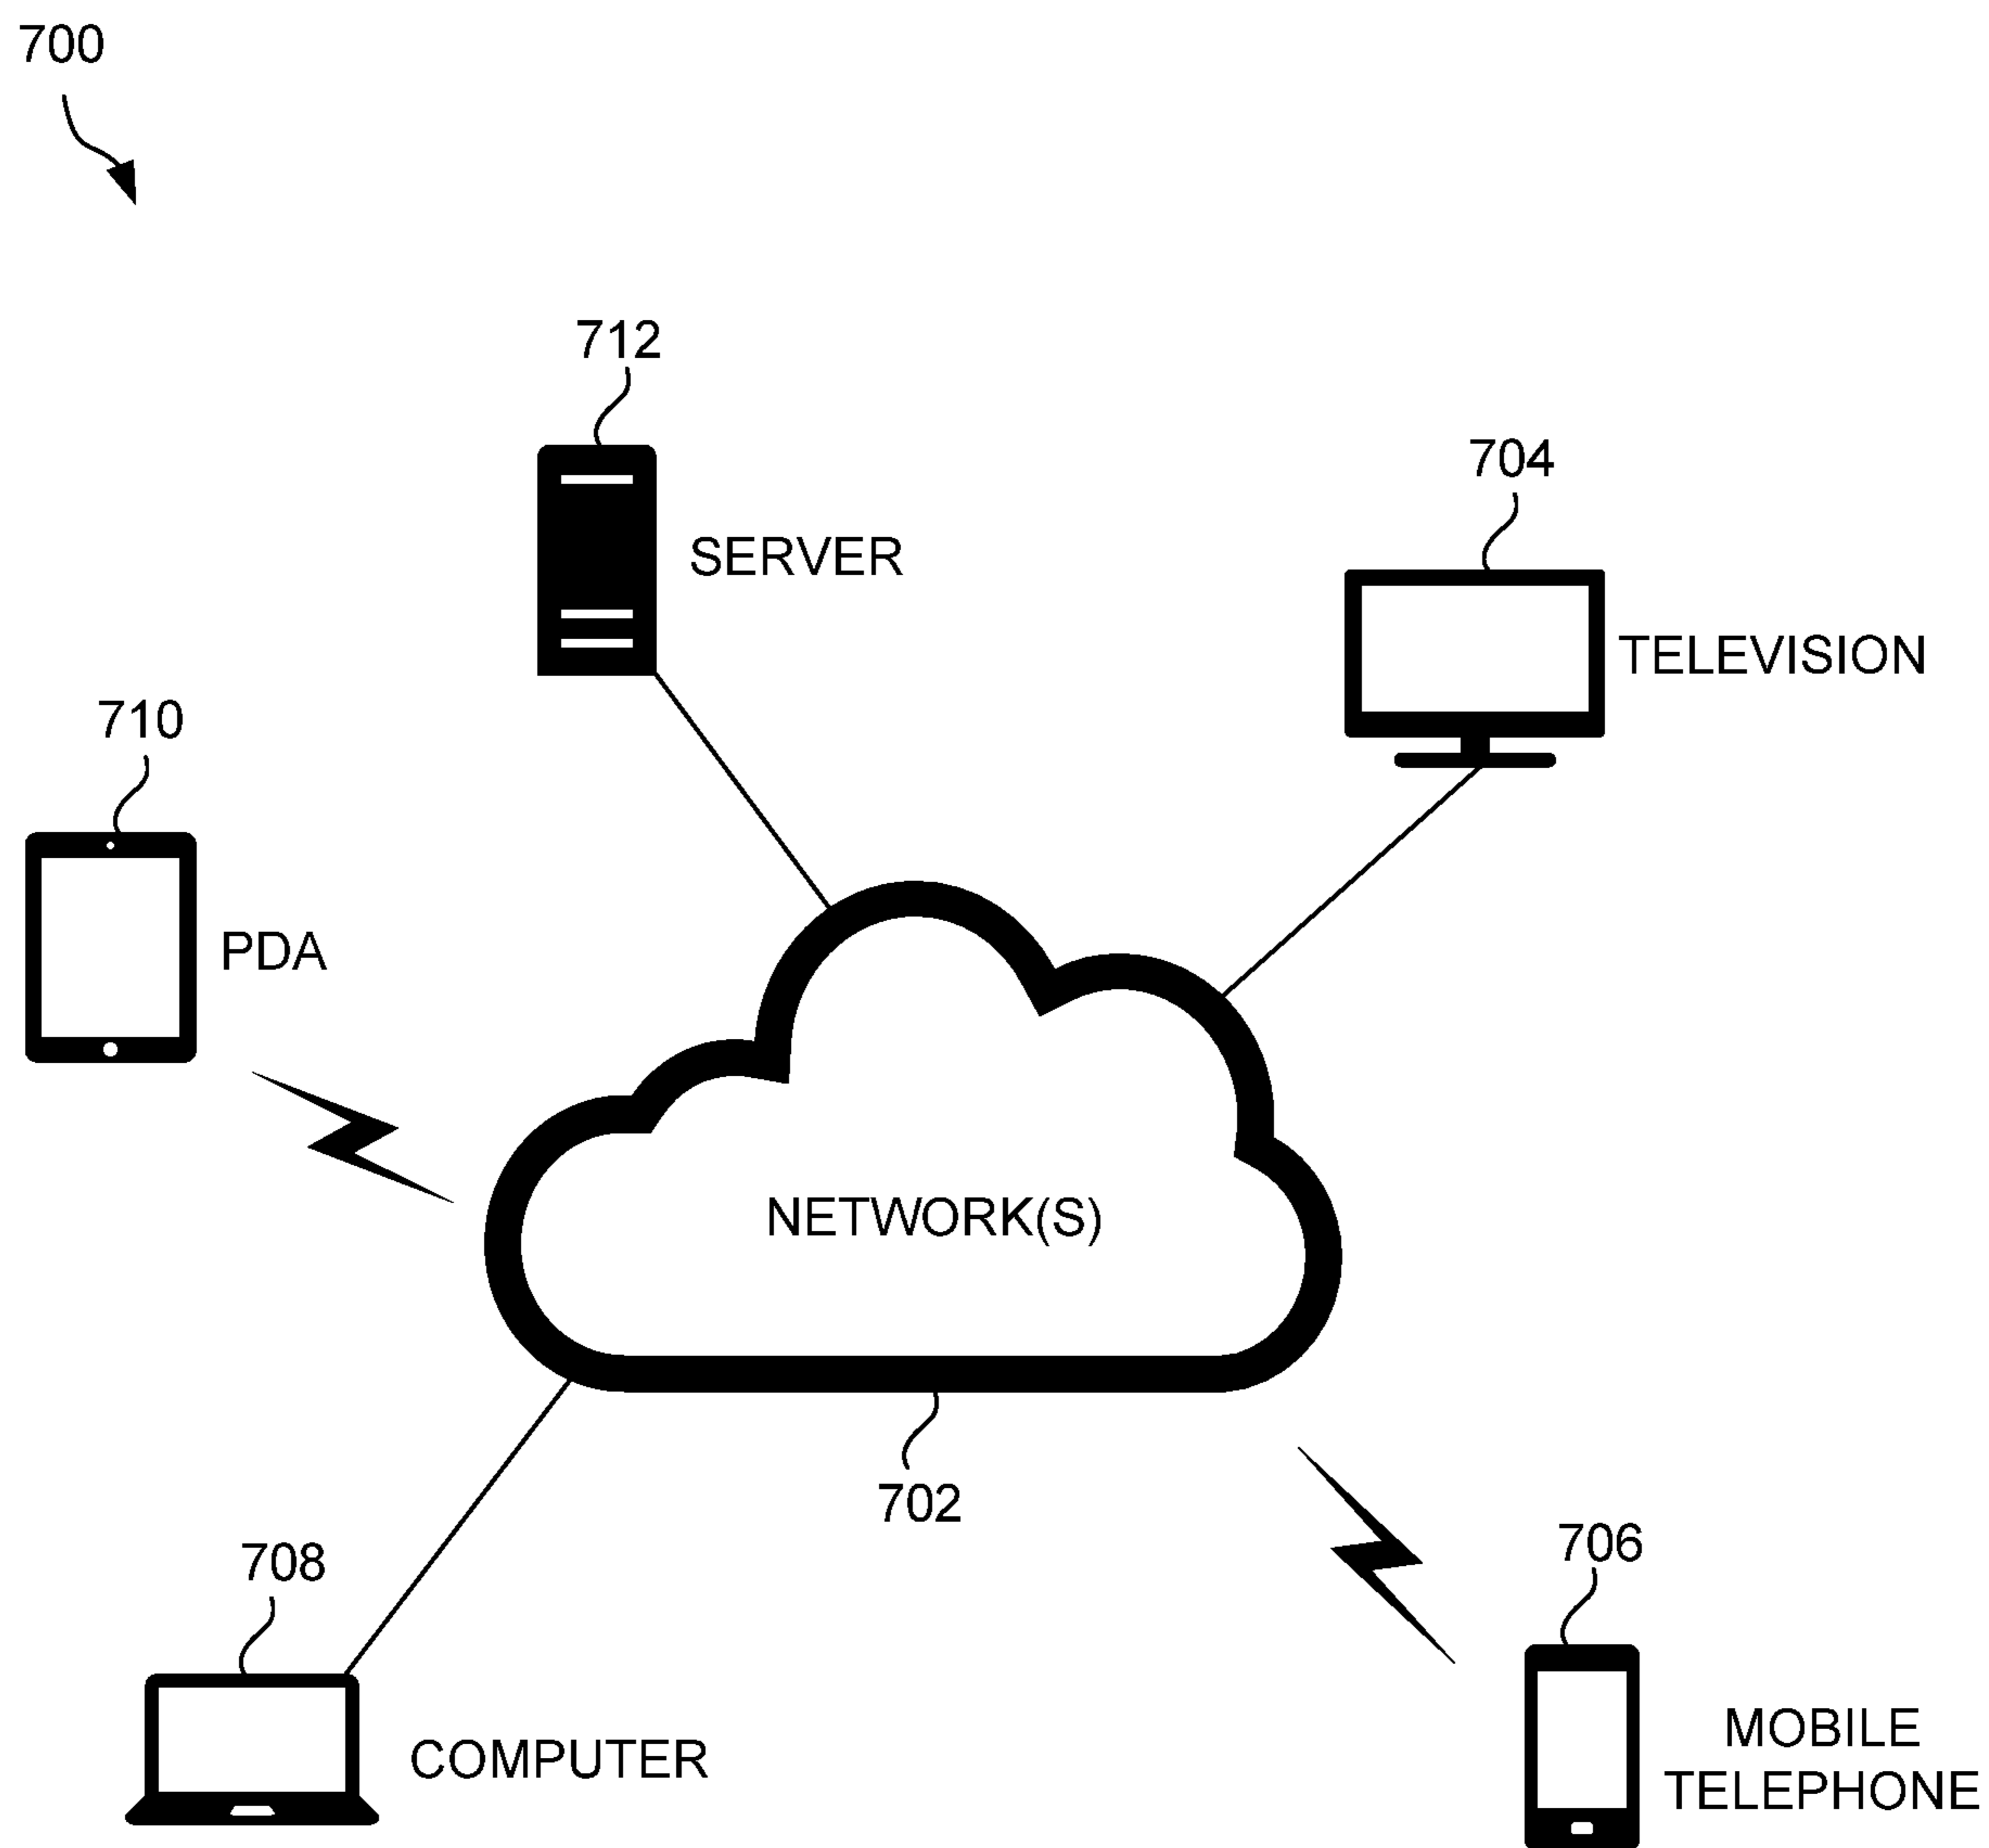 700
712
SERVER
704
TELEVISION
710
PDA
NETWORK(S)
702
708
COMPUTER
706
MOBILE
TELEPHONE